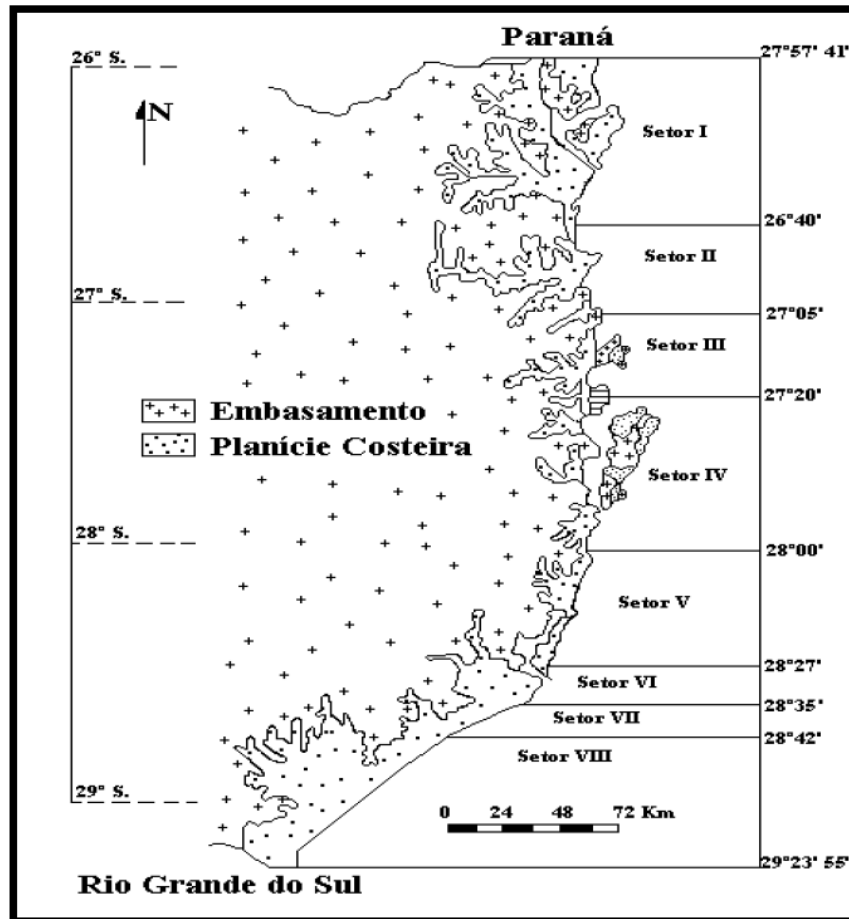 Paraná
26° S.
27°57' 41"
N
Setor I
26°40'
Setor II
27° S.
27°05'
Setor III
27°20'
Embasamento
Planície Costeira
Setor IV
28° S.
28°00'
Setor V
28°27'
Setor VI
28°35'
Setor VII
28°42'
Setor VIII
29° S.
0 24 48 72 Km
29°23' 55"
Rio Grande do Sul